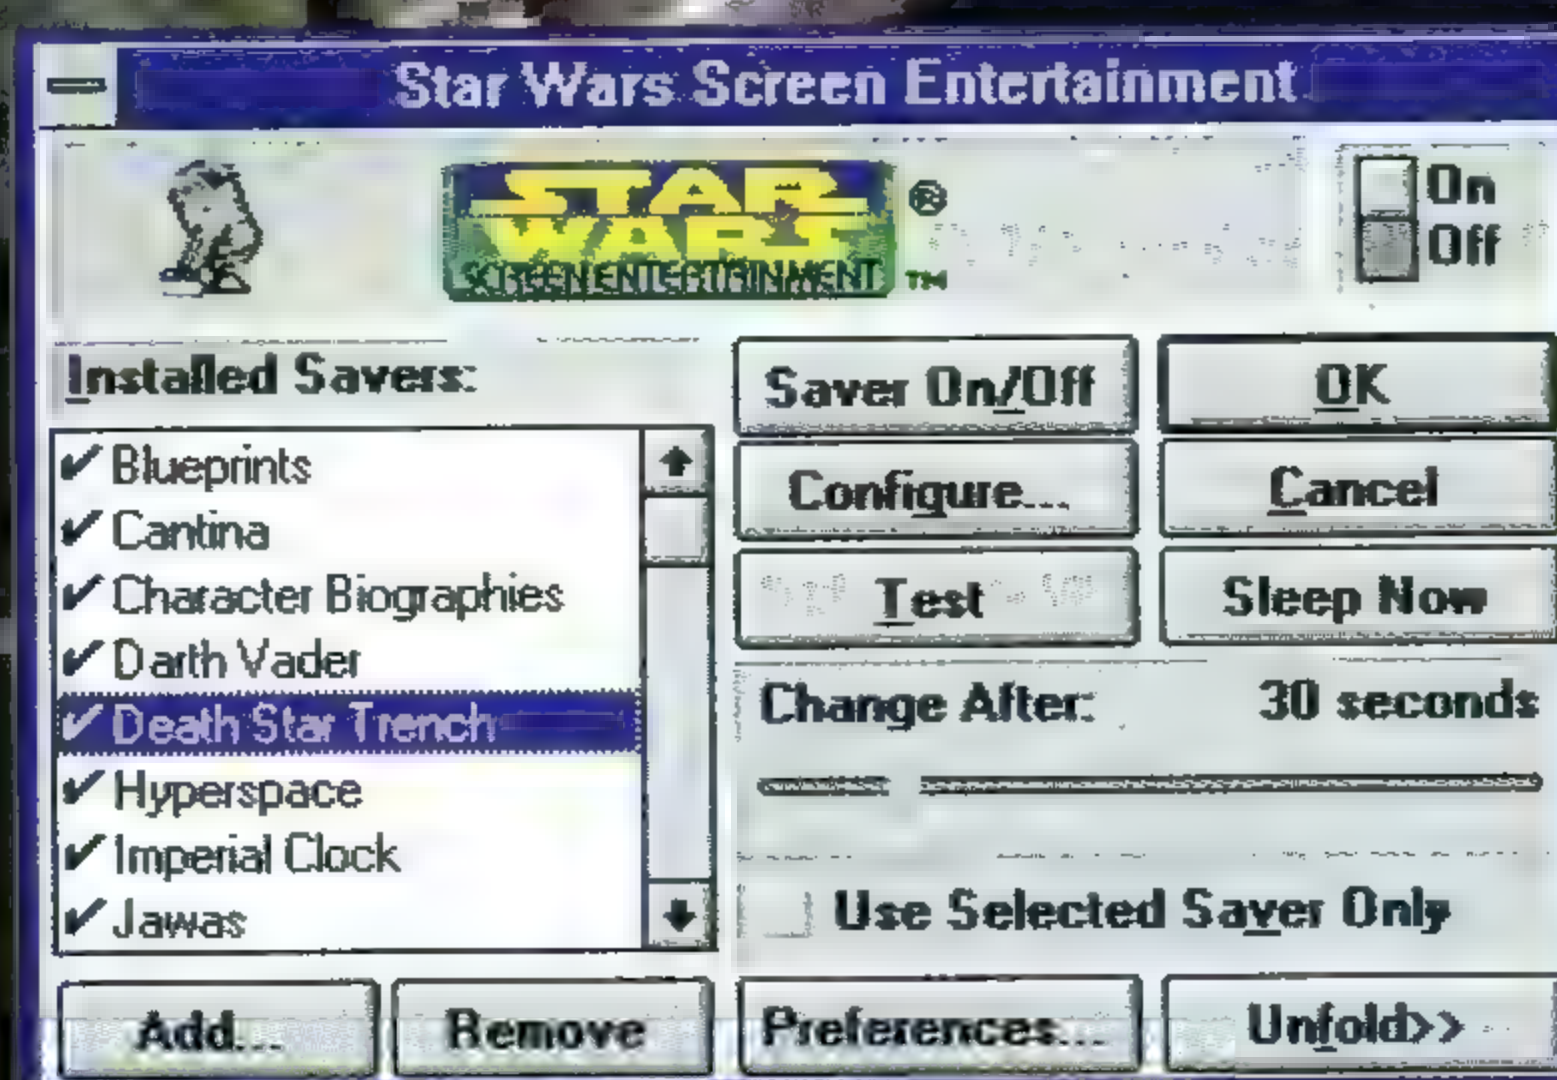 Star Wars Screen Entertainment
STAR
WARS ®
SCREEN ENTERTAINMENT ™
On
Off
Installed Savers:
Saver On/Off
OK
✔ Blueprints
Configure...
Cancel
✔ Cantina
✔ Character Biographies
Test
Sleep Now
✔ Darth Vader
✔ Death Star Trench
Change After: 30 seconds
✔ Hyperspace
✔ Imperial Clock
✔ Jawas
Use Selected Saver Only
Add...
Remove
Preferences...
Unfold>>